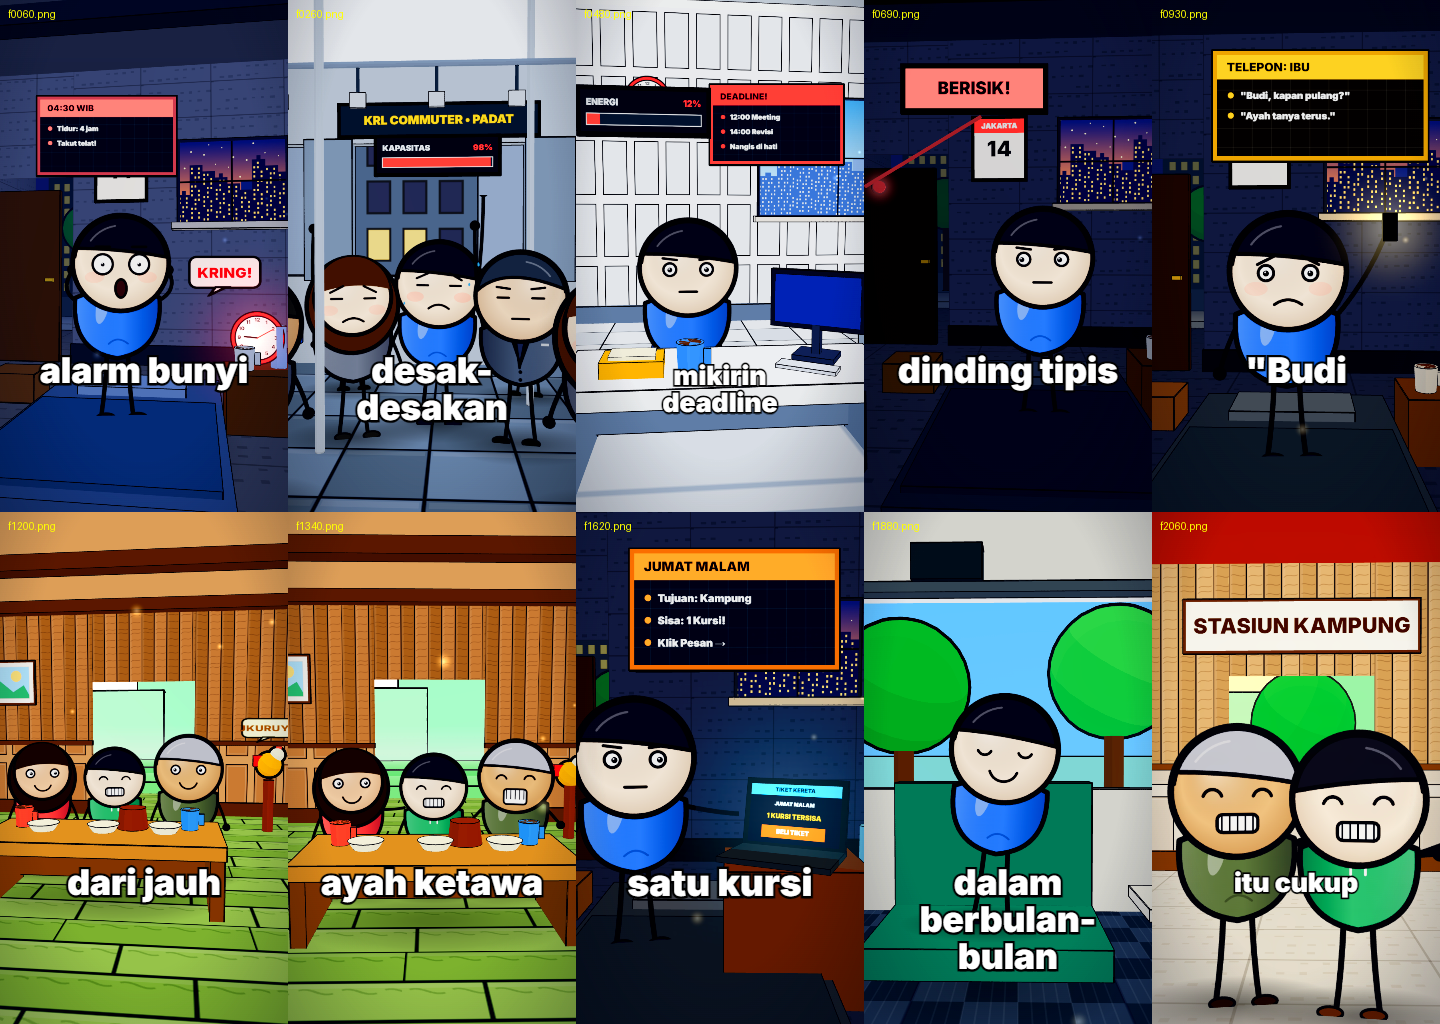 f0060.png
04:30 WIB
Tidur: 4 jam
Takut telat!
KRING!
alarm bunyi
f0260.png
KRL COMMUTER • PADAT
KAPASITAS
98%
desak-
desakan
ENERGI
12%
DEADLINE!
12:00 Meeting
14:00 Revisi
Nangis di hati
mikirin
deadline
f0690.png
BERISIK!
JAKARTA
14
dinding tipis
f0930.png
TELEPON: IBU
"Budi, kapan pulang?"
"Ayah tanya terus."
"Budi
f1200.png
dari jauh
f1340.png
ayah ketawa
f1620.png
JUMAT MALAM
Tujuan: Kampung
Sisa: 1 Kursi!
Klik Pesan →
TIKET KERETA
JUMAT MALAM
1 KURSI TERSISA
BELI TIKET
satu kursi
f1880.png
dalam
berbulan-
bulan
f2060.png
STASIUN KAMPUNG
itu cukup